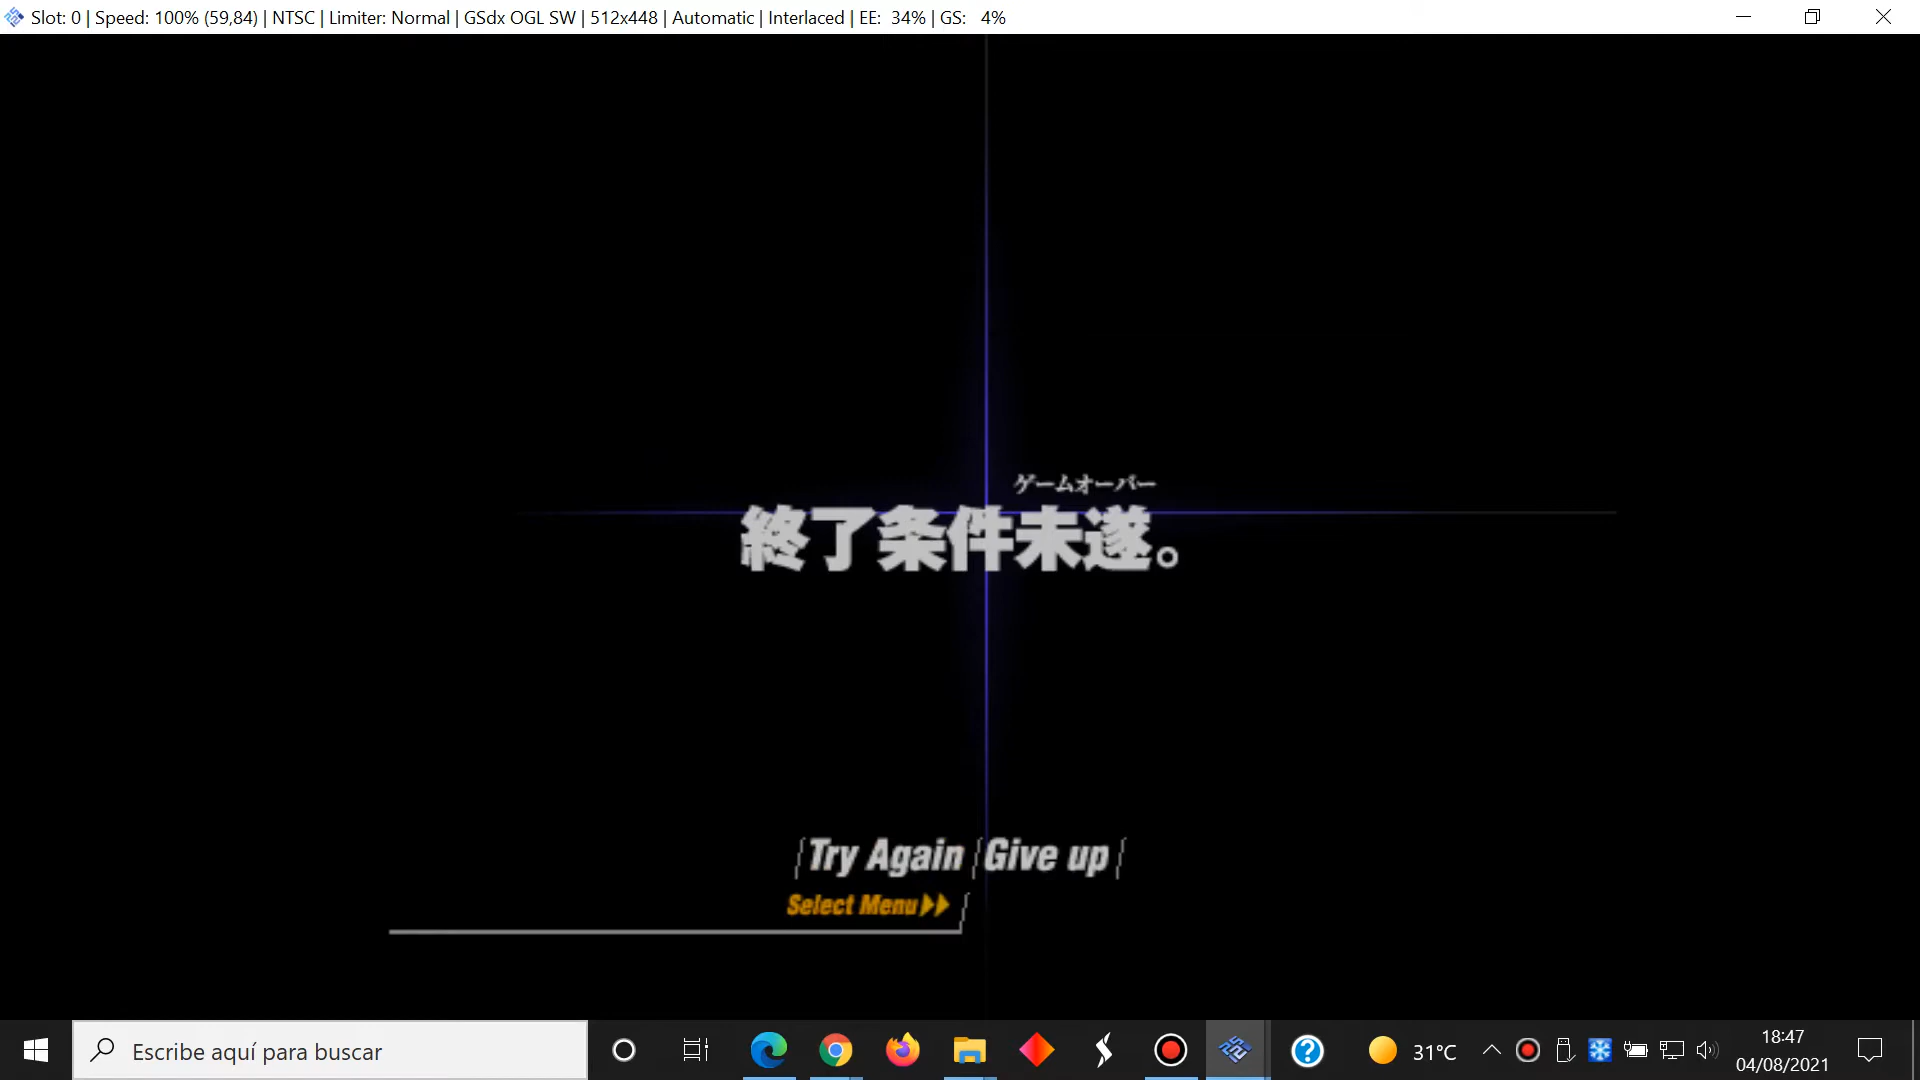 Slot: 0 | Speed: 100% (59,84) | NTSC | Limiter: Normal | GSdx OGL SW | 512x448 | Automatic | Interlaced | EE:  34% | GS:   4%
ゲームオーバー
終了条件未遂。
Try Again Give up
Select Menu
Escribe aquí para buscar
31°C
18:47
04/08/2021